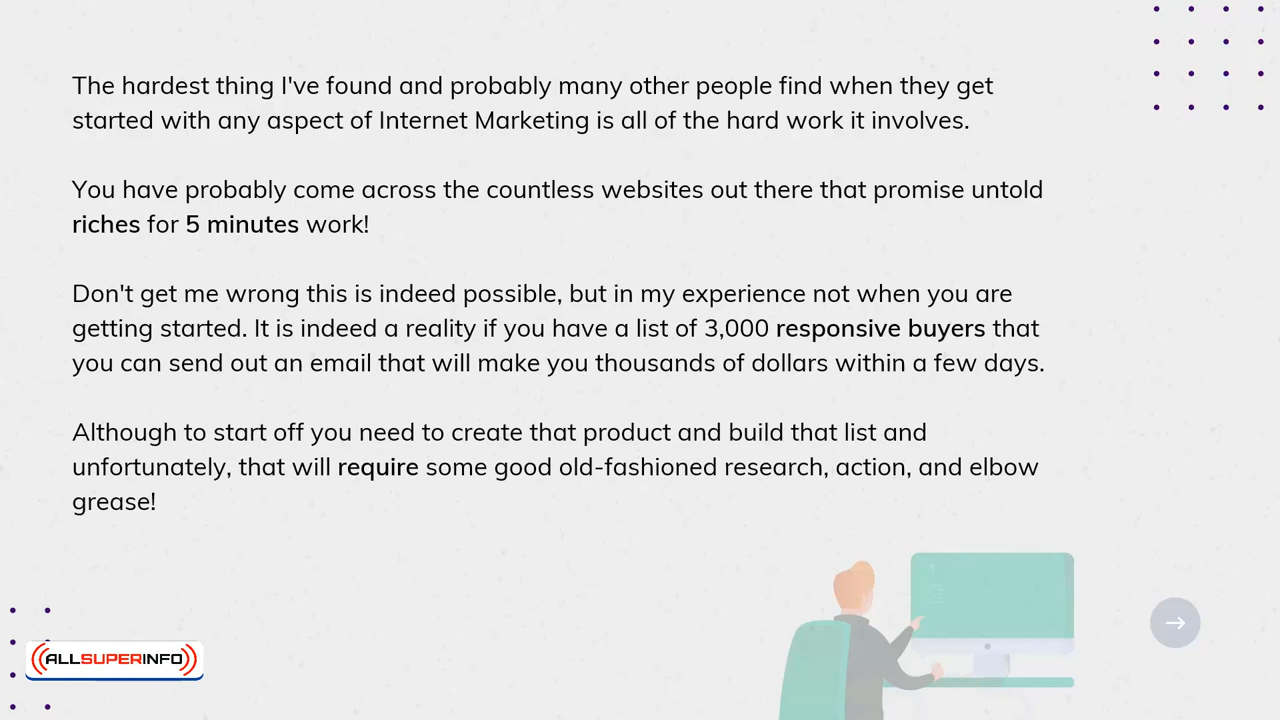 The hardest thing I've found and probably many other people find when they get
started with any aspect of Internet Marketing is all of the hard work it involves.
You have probably come across the countless websites out there that promise untold
riches for 5 minutes work!
Don't get me wrong this is indeed possible, but in my experience not when you are
getting started. It is indeed a reality if you have a list of 3,000 responsive buyers that
you can send out an email that will make you thousands of dollars within a few days.
Although to start off you need to create that product and build that list and
unfortunately, that will require some good old-fashioned research, action, and elbow
grease!
ALLSUPERINFO